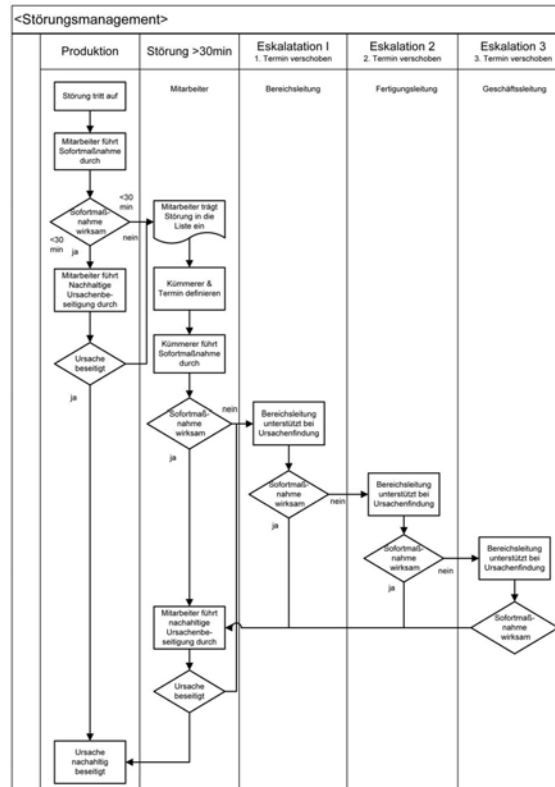 <Störungsmanagement>
Produktion
Störung >30min
Eskalatation I
1. Termin verschoben
Eskalation 2
2. Termin verschoben
Eskalation 3
3. Termin verschoben
Mitarbeiter
Bereichsleitung
Fertigungsleitung
Geschäftssleitung
Störung tritt auf
Mitarbeiter führt
Sofortmaßnahme
durch
Sofortmaß-
nahme
wirksam
<30
min
nein
<30
min
ja
Mitarbeiter trägt
Störung in die
Liste ein
Mitarbeiter führt
Nachhaltige
Ursachenbe-
seitigung durch
Kümmerer &
Termin definieren
Ursache
beseitigt
ja
Kümmerer führt
Sofortmaßnahme
durch
Sofortmaß-
nahme
wirksam
nein
ja
Bereichsleitung
unterstützt bei
Ursachenfindung
Sofortmaß-
nahme
wirksam
nein
ja
Bereichsleitung
unterstützt bei
Ursachenfindung
Sofortmaß-
nahme
wirksam
nein
ja
Bereichsleitung
unterstützt bei
Ursachenfindung
Sofortmaß-
nahme
wirksam
Mitarbeiter führt
nachahltige
Ursachenbe-
seitigung durch
Ursache
beseitigt
Ursache
nachahltig
beseitigt